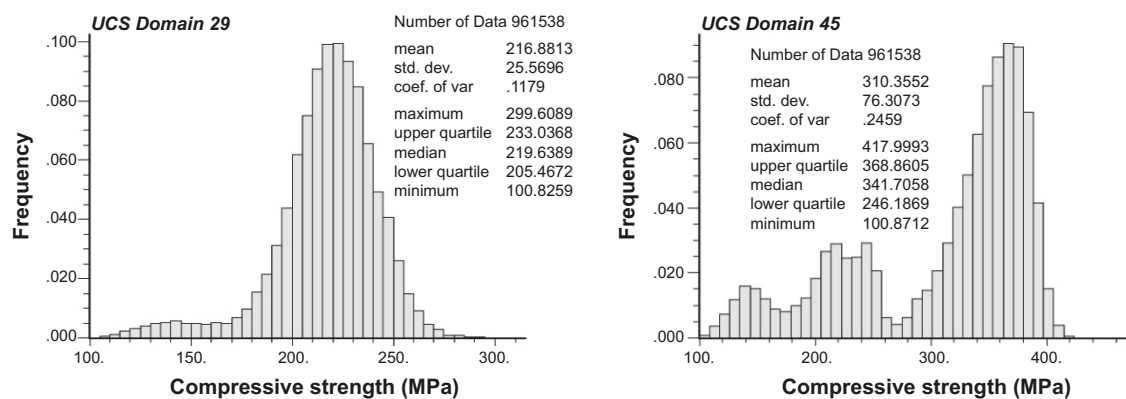 UCS Domain 29
Number of Data 961538
mean 216.8813
std. dev. 25.5696
coef. of var .1179
maximum 299.6089
upper quartile 233.0368
median 219.6389
lower quartile 205.4672
minimum 100.8259
Frequency
.100
.080
.060
.040
.020
.000
100. 150. 200. 250. 300.
Compressive strength (MPa)
UCS Domain 45
Number of Data 961538
mean 310.3552
std. dev. 76.3073
coef. of var .2459
maximum 417.9993
upper quartile 368.8605
median 341.7058
lower quartile 246.1869
minimum 100.8712
Frequency
.080
.060
.040
.020
.000
100. 200. 300. 400.
Compressive strength (MPa)